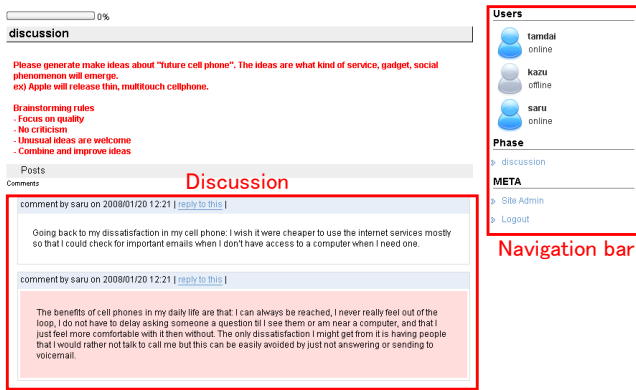 0%
discussion
Please generate make ideas about "future cell phone". The ideas are what kind of service, gadget, social
phenomenon will emerge.
ex) Apple will release thin, multitouch cellphone.
Brainstorming rules
- Focus on quality
- No criticism
- Unusual ideas are welcome
- Combine and improve ideas
Posts
Comments
Discussion
comment by saru on 2008/01/20 12:21 | reply to this |
Going back to my dissatisfaction in my cell phone: I wish it were cheaper to use the internet services mostly
so that I could check for important emails when I don't have access to a computer when I need one.
comment by saru on 2008/01/20 12:21 | reply to this |
The benefits of cell phones in my daily life are that: I can always be reached, I never really feel out of the
loop, I do not have to delay asking someone a question til I see them or am near a computer, and that I
just feel more comfortable with it then without. The only dissatisfaction I might get from it is having people
that I would rather not talk to call me but this can be easily avoided by just not answering or sending to
voicemail.
Users
tamdai
online
kazu
offline
saru
online
Phase
» discussion
META
» Site Admin
» Logout
Navigation bar